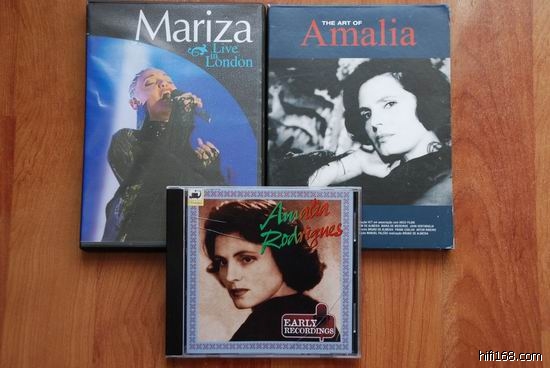 Mariza
Live
in
London
THE ART OF
Amalia
Amalia
Rodrigues
EARLY
RECORDINGS
hifi168.com